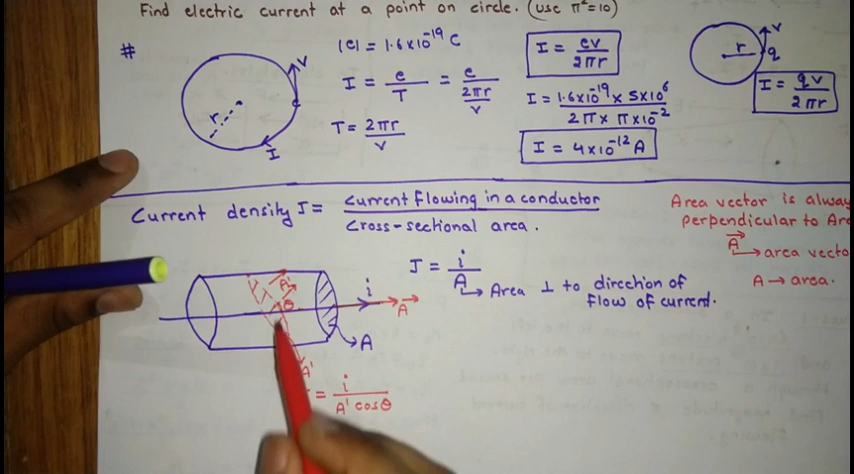 Find electric current at a point on circle. (use π²=10)
#
r
V
I
|e| = 1.6×10⁻¹⁹ C
I = e/T = e/(2πr/v)
T = 2πr/v
I = ev/2πr
I = 1.6×10⁻¹⁹ × 5×10⁶/2π × π×10⁻²
I = 4×10⁻¹² A
r
V
q
I = qv/2πr
Current density J = Current flowing in a conductor/Cross-sectional area.
Area vector is alway
perpendicular to Are
A⃗
→ area vecto
A → area.
J = i/A
→ Area ⊥ to direction of
flow of current.
A⃗'
θ
i
A⃗
A
A'
= i/A' cosθ